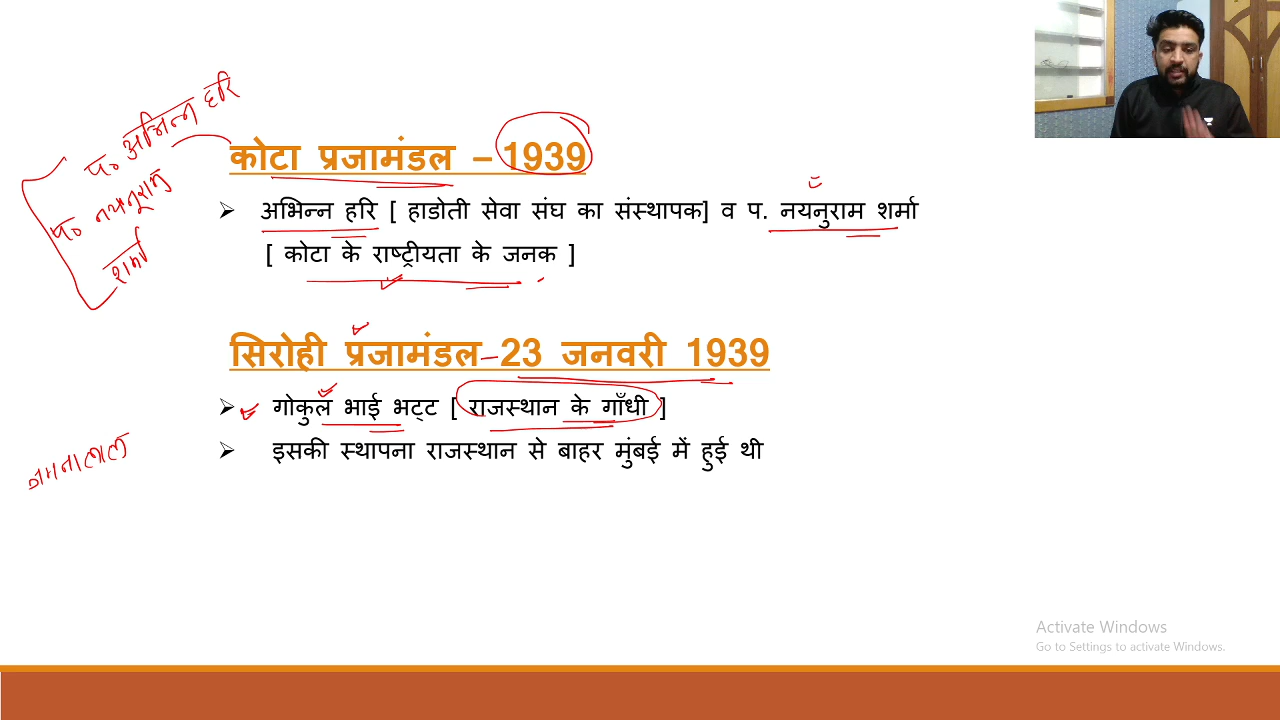 प० अभिन्न हरि
प० नयनूराम
शर्मा
कोटा प्रजामंडल – 1939
अभिन्न हरि [ हाडोती सेवा संघ का संस्थापक] व प. नयनुराम शर्मा
[ कोटा के राष्ट्रीयता के जनक ]
सिरोही प्रजामंडल–23 जनवरी 1939
गोकुल भाई भट्ट [ राजस्थान के गाँधी ]
इसकी स्थापना राजस्थान से बाहर मुंबई में हुई थी
जमनालाल
Activate Windows
Go to Settings to activate Windows.